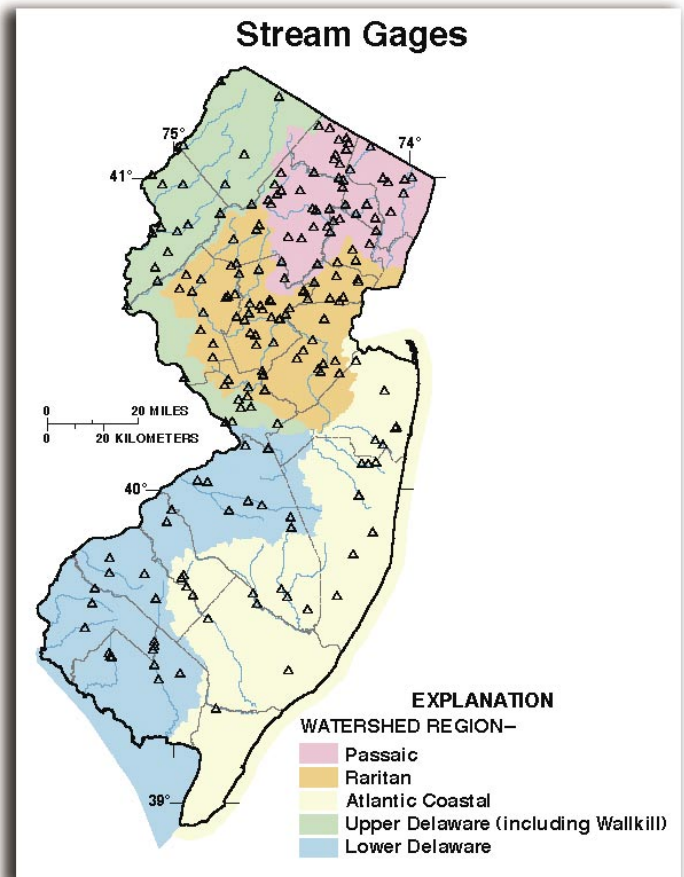 Stream Gages
75°
74°
41°
0 20 MILES
0 20 KILOMETERS
40°
39°
EXPLANATION
WATERSHED REGION–
Passaic
Raritan
Atlantic Coastal
Upper Delaware (including Wallkill)
Lower Delaware